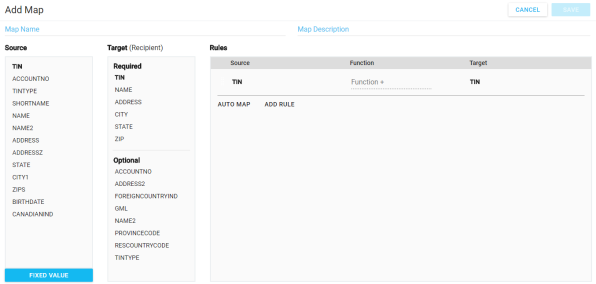 Add Map
CANCEL
SAVE
Map Name
Map Description
Source
TIN
ACCOUNTNO
TINTYPE
SHORTNAME
NAME
NAME2
ADDRESS
ADDRESSZ
STATE
CITY1
ZIPS
BIRTHDATE
CANADIANIND
FIXED VALUE
Target (Recipient)
Required
TIN
NAME
ADDRESS
CITY
STATE
ZIP
Optional
ACCOUNTNO
ADDRESS2
FOREIGNCOUNTRYIND
GML
NAME2
PROVINCECODE
RESCOUNTRYCODE
TINTYPE
Rules
Source Function Target
TIN Function + TIN
AUTO MAP ADD RULE